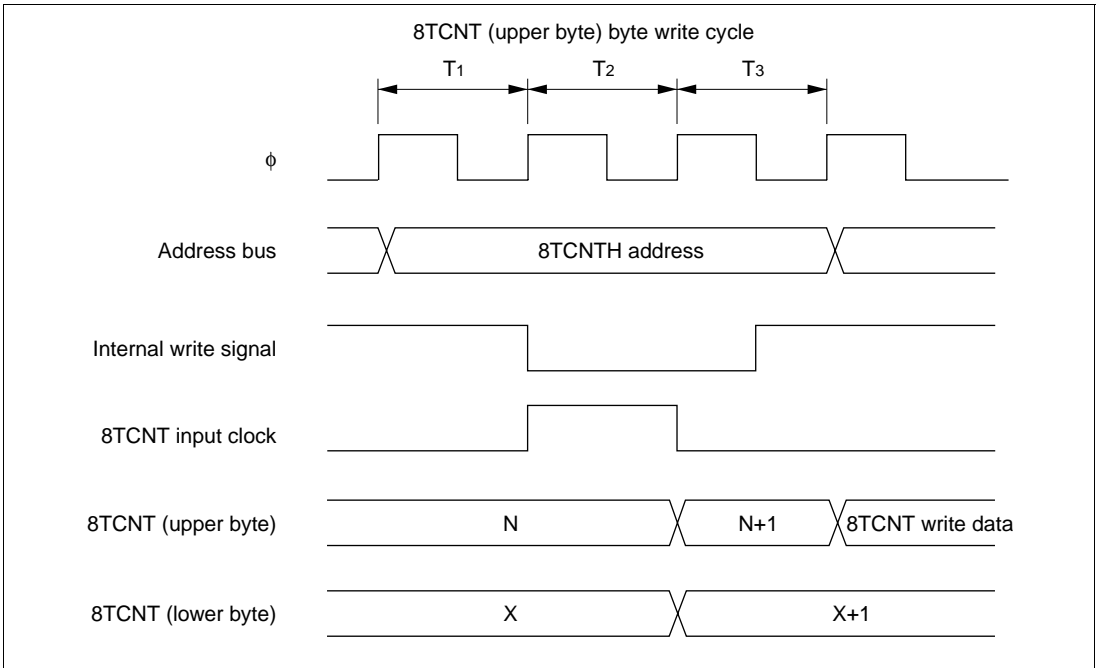 8TCNT (upper byte) byte write cycle
T1 T2 T3
ϕ
Address bus 8TCNTH address
Internal write signal
8TCNT input clock
8TCNT (upper byte) N N+1 8TCNT write data
8TCNT (lower byte) X X+1